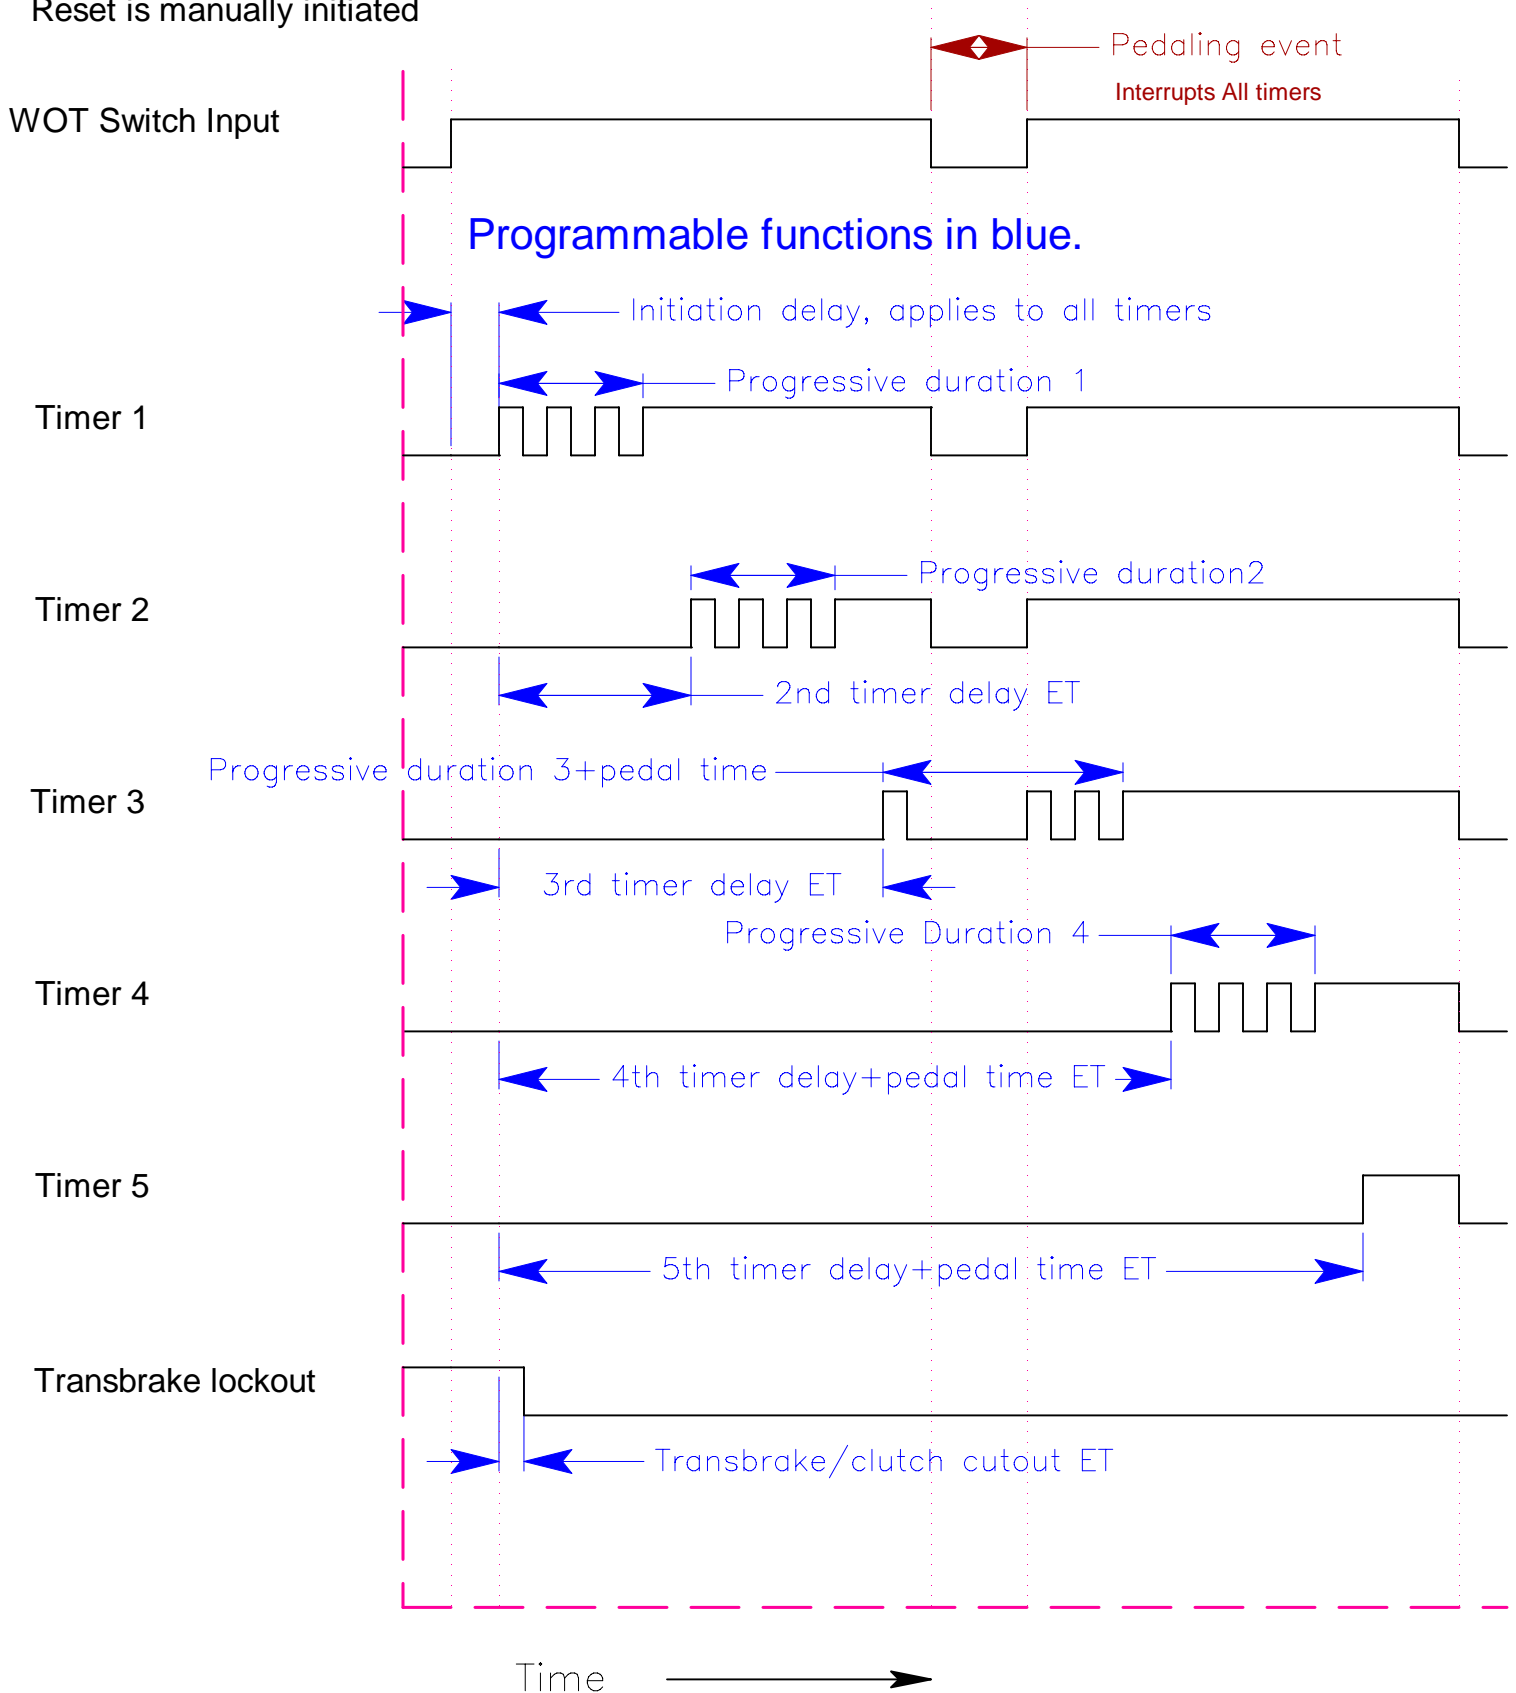 Reset is manually initiated
Pedaling event
Interrupts All timers
WOT Switch Input
Programmable functions in blue.
Initiation delay, applies to all timers
Progressive duration 1
Timer 1
Progressive duration2
Timer 2
2nd timer delay ET
Progressive duration 3+pedal time
Timer 3
3rd timer delay ET
Progressive Duration 4
Timer 4
4th timer delay+pedal time ET
Timer 5
5th timer delay+pedal time ET
Transbrake lockout
Transbrake/clutch cutout ET
Time